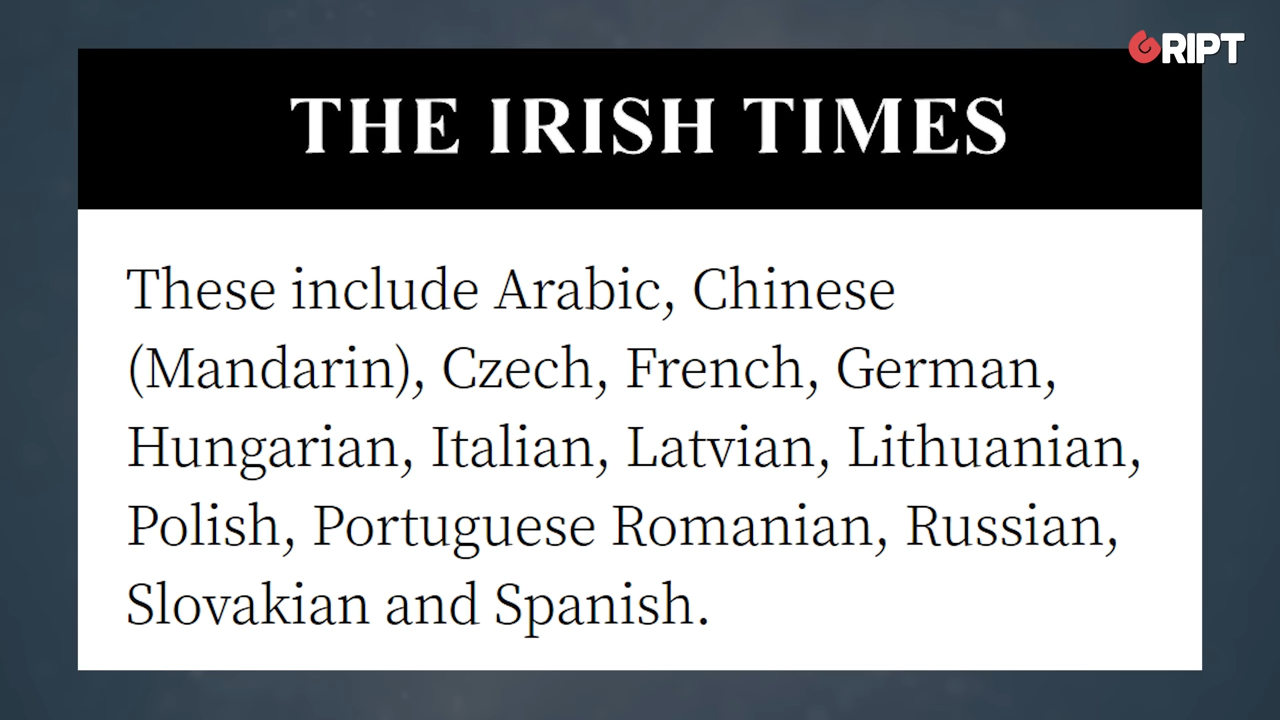 GRIPT
THE IRISH TIMES
These include Arabic, Chinese
(Mandarin), Czech, French, German,
Hungarian, Italian, Latvian, Lithuanian,
Polish, Portuguese Romanian, Russian,
Slovakian and Spanish.